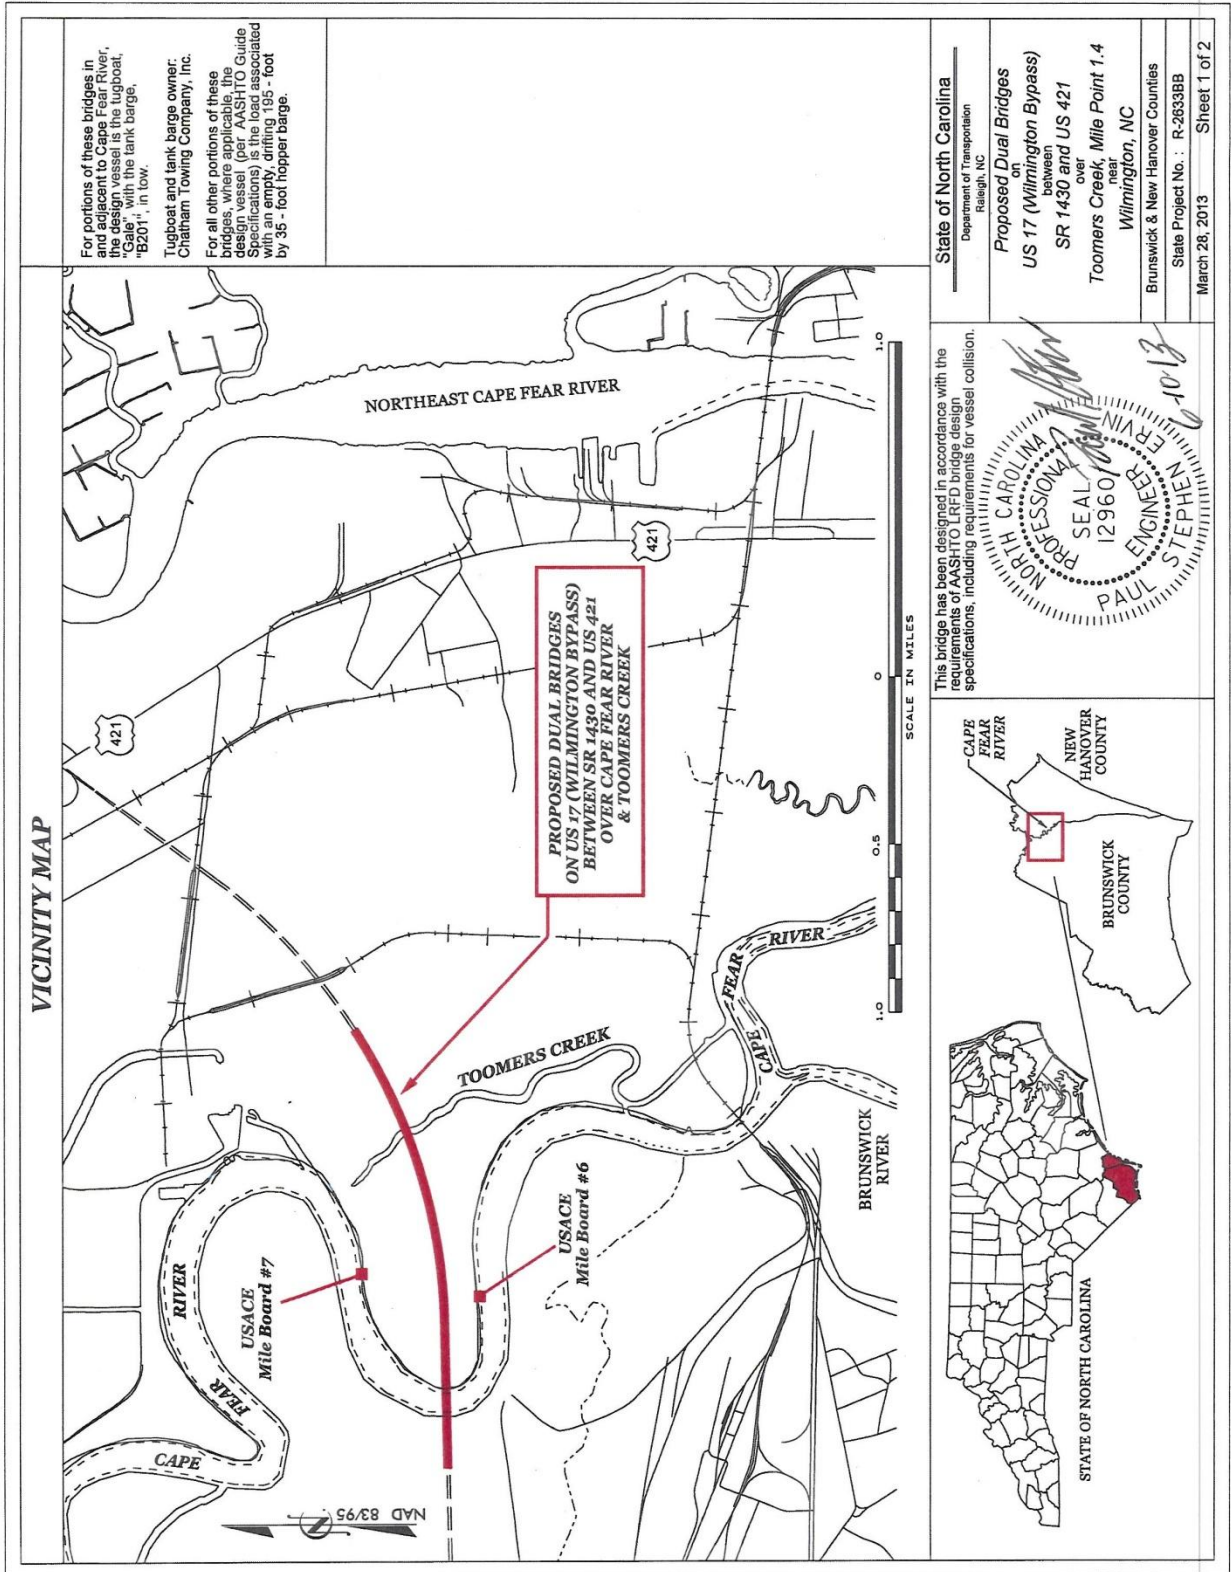 VICINITY MAP
For portions of these bridges in
and adjacent to Cape Fear River,
the design vessel is the tugboat,
"Gale", with the tank barge,
"B201", in tow.
Tugboat and tank barge owner:
Chatham Towing Company, Inc.
For all other portions of these
bridges, where applicable, the
design vessel (per AASHTO Guide
Specifications) is the load associated
with an empty, drifting 195 - foot
by 35 - foot hopper barge.
NAD 83/95
N
CAPE
FEAR
RIVER
USACE
Mile Board #7
USACE
Mile Board #6
TOOMERS CREEK
421
421
NORTHEAST CAPE FEAR RIVER
PROPOSED DUAL BRIDGES
ON US 17 (WILMINGTON BYPASS)
BETWEEN SR 1430 AND US 421
OVER CAPE FEAR RIVER
& TOOMERS CREEK
CAPE
FEAR
RIVER
BRUNSWICK
RIVER
1.0
0.5
0
1.0
SCALE IN MILES
STATE OF NORTH CAROLINA
CAPE
FEAR
RIVER
NEW
HANOVER
COUNTY
BRUNSWICK
COUNTY
This bridge has been designed in accordance with the
requirements of AASHTO LRFD bridge design
specifications, including requirements for vessel collision.
NORTH CAROLINA
PROFESSIONAL
SEAL
12960
ENGINEER
PAUL STEPHEN ERVIN
6-10-13
State of North Carolina
Department of Transportation
Raleigh, NC
Proposed Dual Bridges
on
US 17 (Wilmington Bypass)
between
SR 1430 and US 421
over
Toomers Creek, Mile Point 1.4
near
Wilmington, NC
Brunswick & New Hanover Counties
State Project No. : R-2633BB
March 28, 2013 Sheet 1 of 2